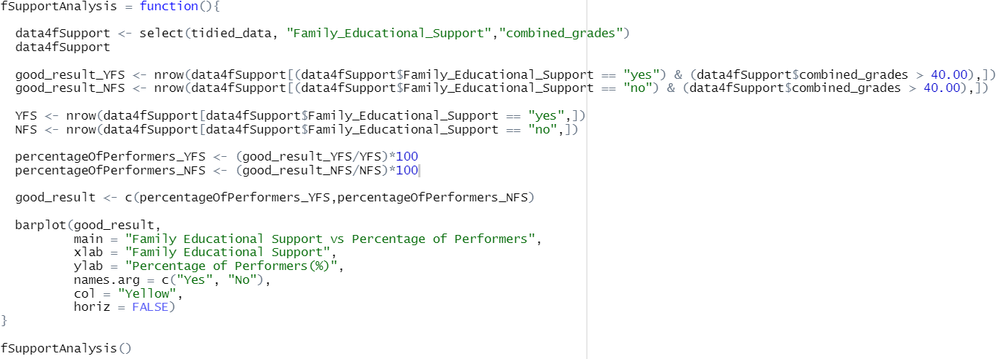 fSupportAnalysis = function(){
data4fSupport <- select(tidied_data, "Family_Educational_Support","combined_grades")
data4fSupport
good_result_YFS <- nrow(data4fSupport[(data4fSupport$Family_Educational_Support == "yes") & (data4fSupport$combined_grades > 40.00),])
good_result_NFS <- nrow(data4fSupport[(data4fSupport$Family_Educational_Support == "no") & (data4fSupport$combined_grades > 40.00),])
YFS <- nrow(data4fSupport[data4fSupport$Family_Educational_Support == "yes",])
NFS <- nrow(data4fSupport[data4fSupport$Family_Educational_Support == "no",])
percentageOfPerformers_YFS <- (good_result_YFS/YFS)*100
percentageOfPerformers_NFS <- (good_result_NFS/NFS)*100
good_result <- c(percentageOfPerformers_YFS,percentageOfPerformers_NFS)
barplot(good_result,
main = "Family Educational Support vs Percentage of Performers",
xlab = "Family Educational Support",
ylab = "Percentage of Performers(%)",
names.arg = c("Yes", "No"),
col = "Yellow",
horiz = FALSE)
}
fSupportAnalysis()